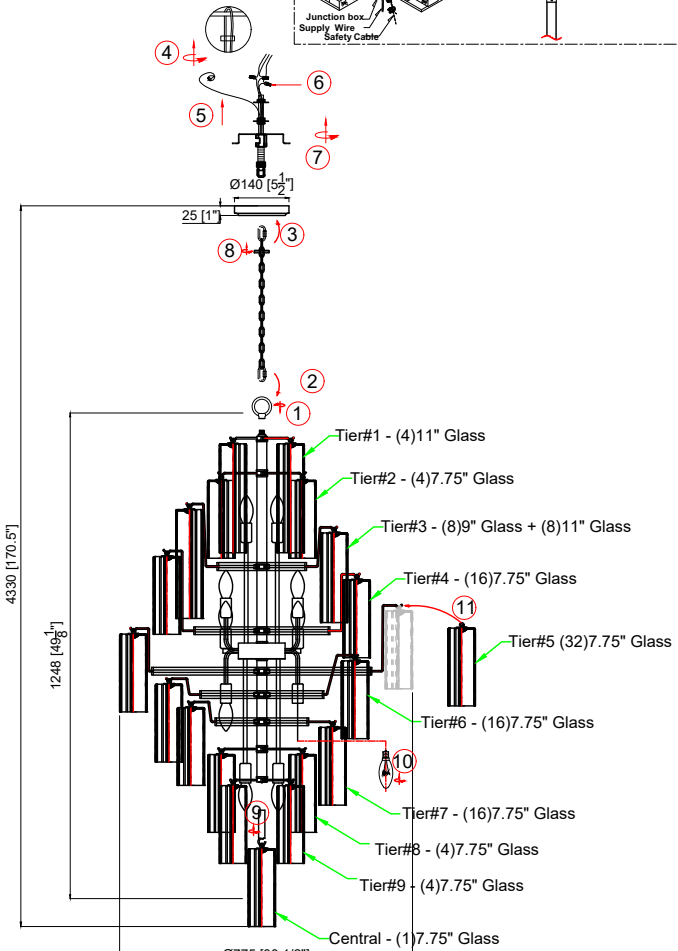 Junction box
Supply Wire
Safety Cable
4
6
5
7
Ø140 [5 1/2"]
25 [1"]
3
8
2
1
Tier#1 - (4)11" Glass
Tier#2 - (4)7.75" Glass
Tier#3 - (8)9" Glass + (8)11" Glass
Tier#4 - (16)7.75" Glass
11
Tier#5 (32)7.75" Glass
4330 [170.5"]
1248 [49 1/8"]
Tier#6 - (16)7.75" Glass
10
9
Tier#7 - (16)7.75" Glass
Tier#8 - (4)7.75" Glass
Tier#9 - (4)7.75" Glass
Central - (1)7.75" Glass